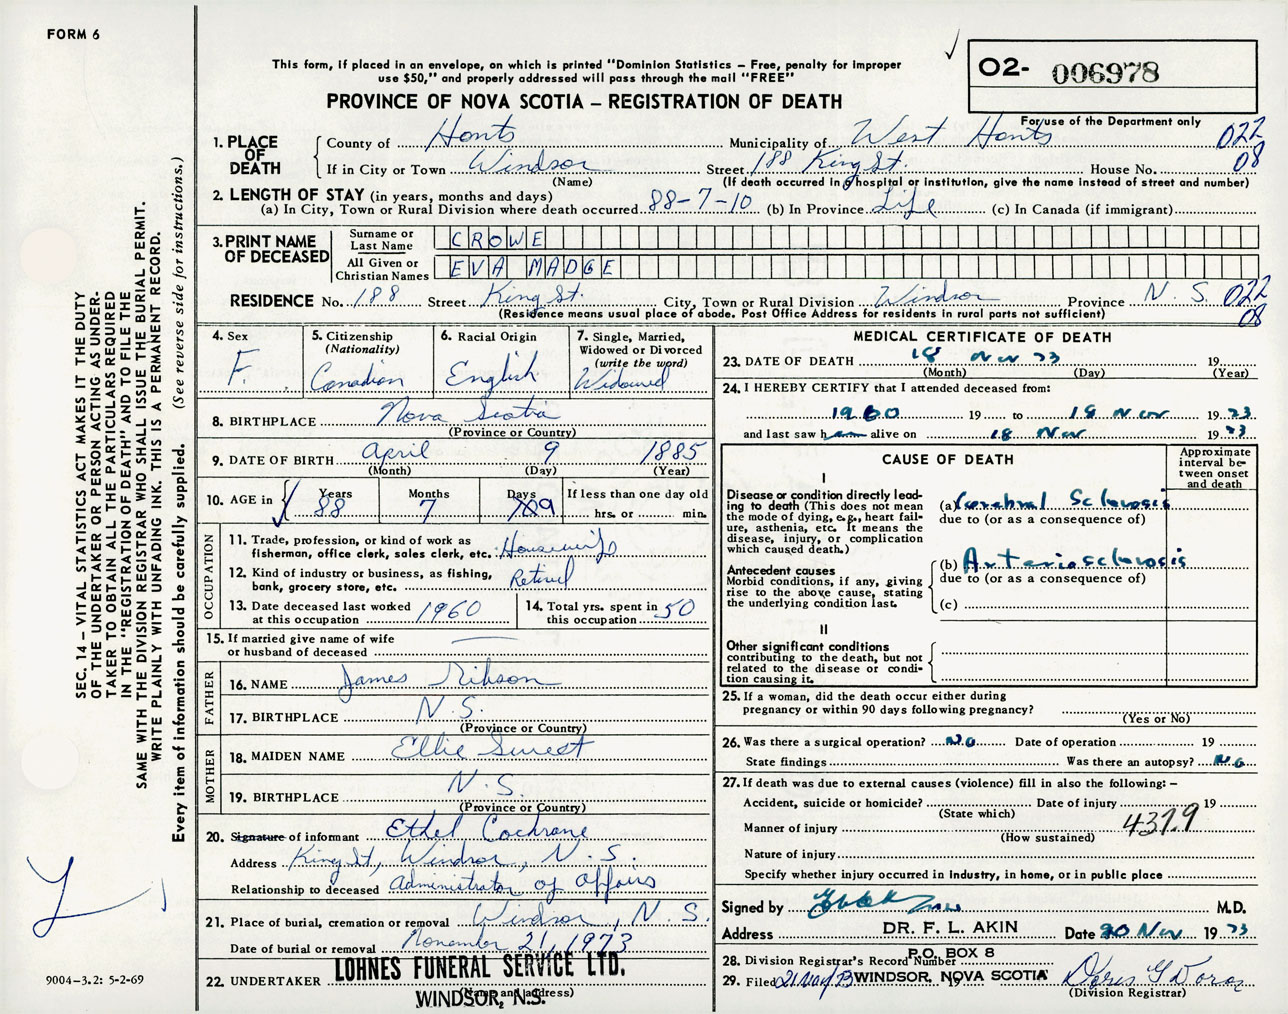 FORM 6
This form, if placed in an envelope, on which is printed "Dominion Statistics – Free, penalty for improper
use $50," and properly addressed will pass through the mail "FREE"
PROVINCE OF NOVA SCOTIA – REGISTRATION OF DEATH
O2- 006978
For use of the Department only
022
08
1. PLACE OF DEATH
County of Hants Municipality of West Hants
If in City or Town Windsor Street 188 King St. House No.
(Name) (If death occurred in a hospital or institution, give the name instead of street and number)
2. LENGTH OF STAY (in years, months and days)
(a) In City, Town or Rural Division where death occurred 88-7-10 (b) In Province Life (c) In Canada (if immigrant)
3. PRINT NAME OF DECEASED
Surname or Last Name CROWE
All Given or Christian Names EVA MADGE
RESIDENCE No. 188 Street King St. City, Town or Rural Division Windsor Province N.S. 022
08
(Residence means usual place of abode. Post Office Address for residents in rural parts not sufficient)
4. Sex F.
5. Citizenship (Nationality) Canadian
6. Racial Origin English
7. Single, Married, Widowed or Divorced (write the word) Widowed
8. BIRTHPLACE Nova Scotia
(Province or Country)
9. DATE OF BIRTH April 9 1885
(Month) (Day) (Year)
10. AGE in Years 88 Months 7 Days 9
If less than one day old
hrs. or min.
OCCUPATION
11. Trade, profession, or kind of work as
fisherman, office clerk, sales clerk, etc. Housewife
12. Kind of industry or business, as fishing,
bank, grocery store, etc. Retired
13. Date deceased last worked at this occupation 1960
14. Total yrs. spent in this occupation 50
15. If married give name of wife
or husband of deceased
FATHER
16. NAME James
17. BIRTHPLACE N.S.
(Province or Country)
MOTHER
18. MAIDEN NAME Ellie Sweet
19. BIRTHPLACE N.S.
(Province or Country)
20. Signature of informant Ethel Cochrane
Address King St, Windsor, N.S.
Relationship to deceased Administrator of affairs
21. Place of burial, cremation or removal Windsor, N.S.
Date of burial or removal November 21, 1973
22. UNDERTAKER LOHNES FUNERAL SERVICE LTD.
WINDSOR, N.S.
(Name and address)
MEDICAL CERTIFICATE OF DEATH
23. DATE OF DEATH 18 Nov 73 19
(Month) (Day) (Year)
24. I HEREBY CERTIFY that I attended deceased from:
1960 19 to 18 Nov 1973
and last saw h alive on 18 Nov 1973
CAUSE OF DEATH
Approximate interval between onset and death
I
Disease or condition directly leading to death (This does not mean the mode of dying, e.g., heart failure, asthenia, etc. It means the disease, injury, or complication which caused death.)
(a) Cerebral Sclerosis
due to (or as a consequence of)
Antecedent causes
Morbid conditions, if any, giving rise to the above cause, stating the underlying condition last.
(b) Arteriosclerosis
due to (or as a consequence of)
(c)
II
Other significant conditions
contributing to the death, but not related to the disease or condition causing it.
25. If a woman, did the death occur either during
pregnancy or within 90 days following pregnancy?
(Yes or No)
26. Was there a surgical operation? No Date of operation 19
State findings Was there an autopsy? No
27. If death was due to external causes (violence) fill in also the following: –
Accident, suicide or homicide? Date of injury 19
(State which)
Manner of injury 437.9
(How sustained)
Nature of injury
Specify whether injury occurred in industry, in home, or in public place
Signed by M.D.
Address DR. F. L. AKIN Date 20 Nov 1973
P.O. BOX 8
28. Division Registrar's Record Number
29. Filed 21 Nov 73 WINDSOR, NOVA SCOTIA 19
(Division Registrar)
SEC. 14 – VITAL STATISTICS ACT MAKES IT THE DUTY
OF THE UNDERTAKER OR PERSON ACTING AS UNDER-
TAKER TO OBTAIN ALL THE PARTICULARS REQUIRED
IN THE "REGISTRATION OF DEATH" AND TO FILE THE
SAME WITH THE DIVISION REGISTRAR WHO SHALL ISSUE THE BURIAL PERMIT.
WRITE PLAINLY WITH UNFADING INK. THIS IS A PERMANENT RECORD.
Every item of information should be carefully supplied. (See reverse side for instructions.)
9004-3.2: 5-2-69